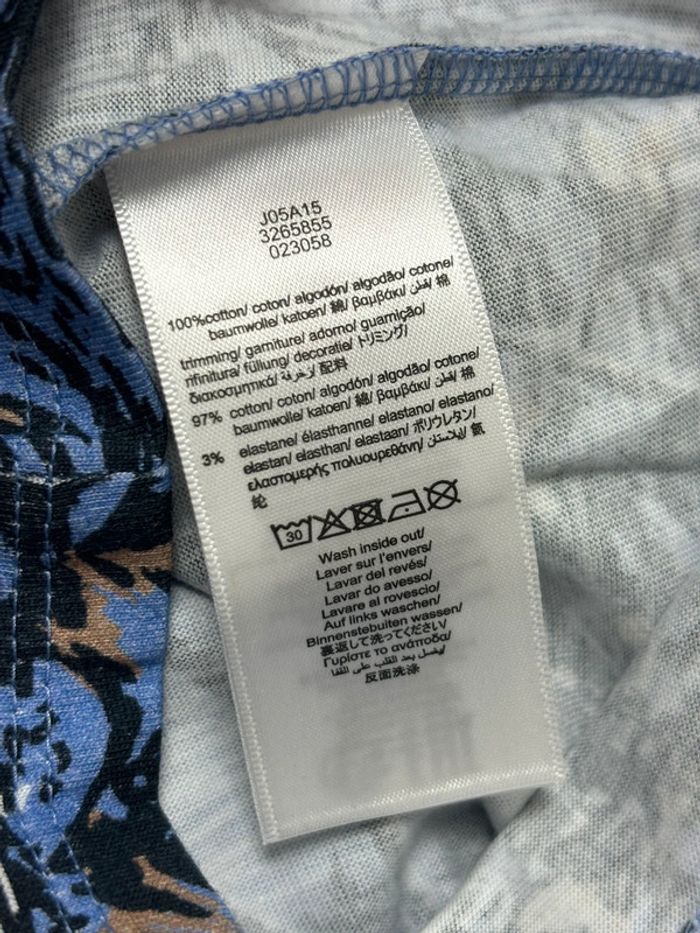 J05A15
3265855
023058
100%cotton/ coton/ algodón/ algodão/ cotone/
baumwolle/ katoen/ 綿/ βαμβάκι/ قطن/ 棉
trimming/ garniture/ adorno/ guarnição/
rifinitura/ füllung/ decoratie/ トリミング/
διακοσμητικά/ زخرفة/ 配料
97% cotton/ coton/ algodón/ algodão/ cotone/
baumwolle/ katoen/ 綿/ βαμβάκι/ قطن/ 棉
3% elastane/ élasthanne/ elastano/ elastano/
elastan/ elasthan/ elastaan/ ポリウレタン/
ελαστομερής πολυουρεθάνη/ إيلاستين/ 氨
纶
30
Wash inside out/
Laver sur l'envers/
Lavar del revés/
Lavar do avesso/
Lavare al rovescio/
Auf links waschen/
Binnenstebuiten wassen/
裏返して洗ってください/
Γυρίστε το ανάποδα/
يغسل بعد القلب على القفا/
反面洗涤